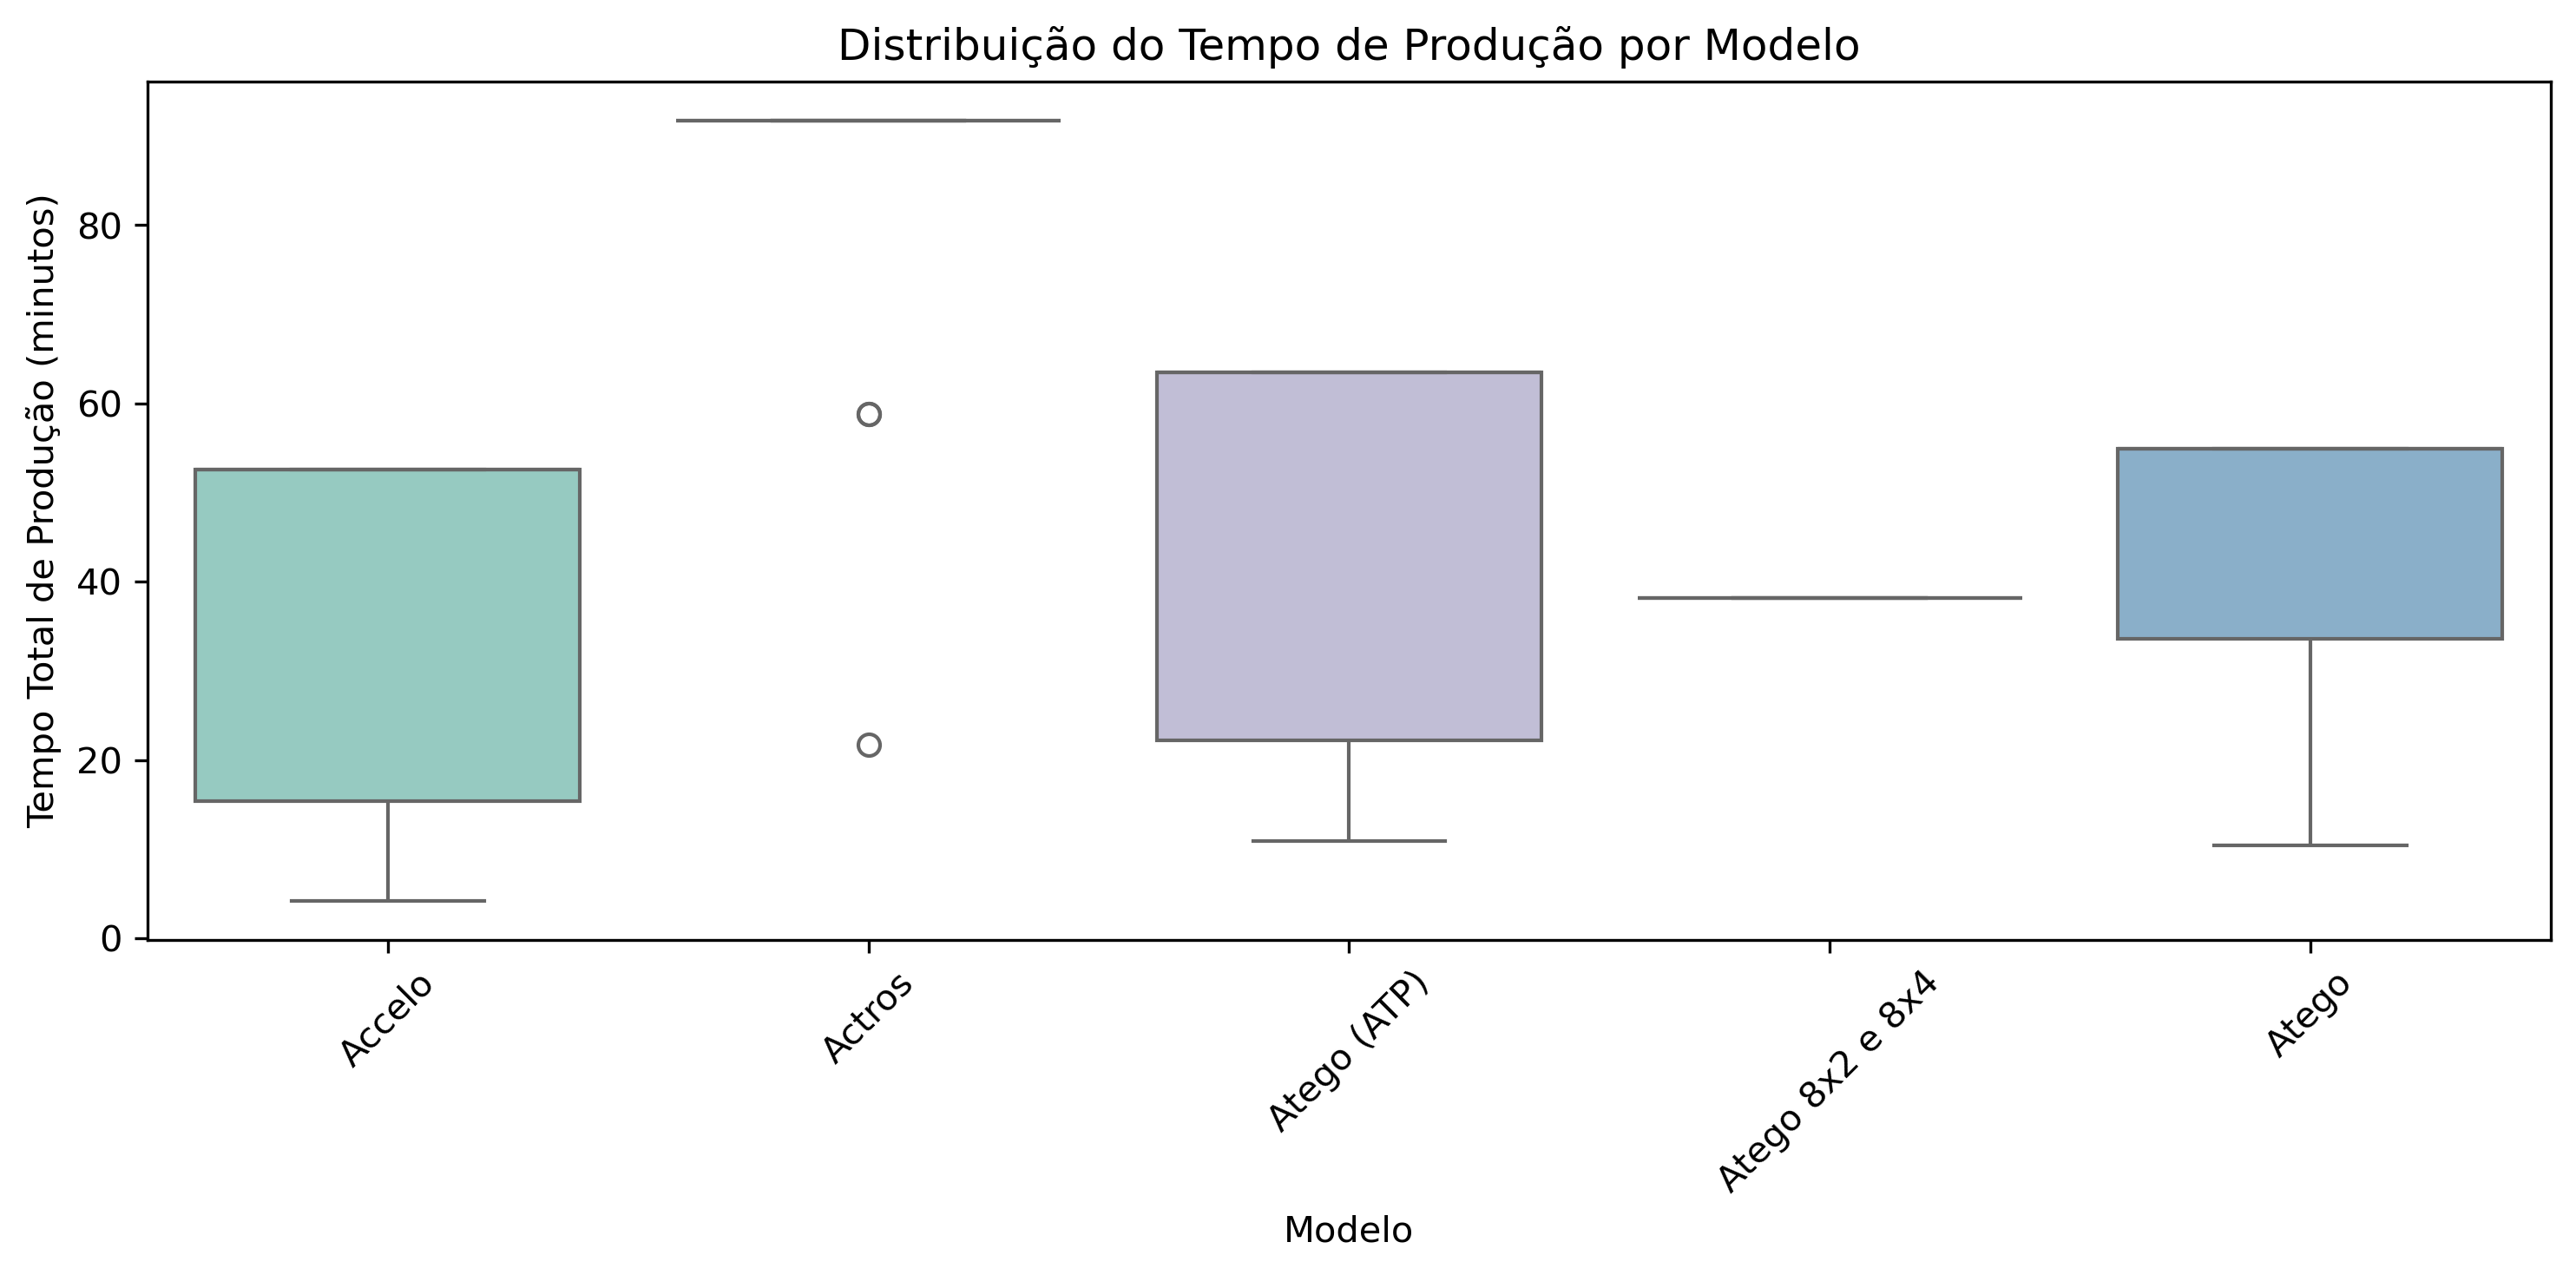 Distribuição do Tempo de Produção por Modelo
Tempo Total de Produção (minutos)
80
60
40
20
0
Accelo
Actros
Atego (ATP)
Atego 8x2 e 8x4
Atego
Modelo